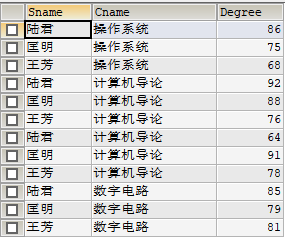 Sname Cname Degree
陆君 操作系统 86
匡明 操作系统 75
王芳 操作系统 68
陆君 计算机导论 92
匡明 计算机导论 88
王芳 计算机导论 76
陆君 计算机导论 64
匡明 计算机导论 91
王芳 计算机导论 78
陆君 数字电路 85
匡明 数字电路 79
王芳 数字电路 81